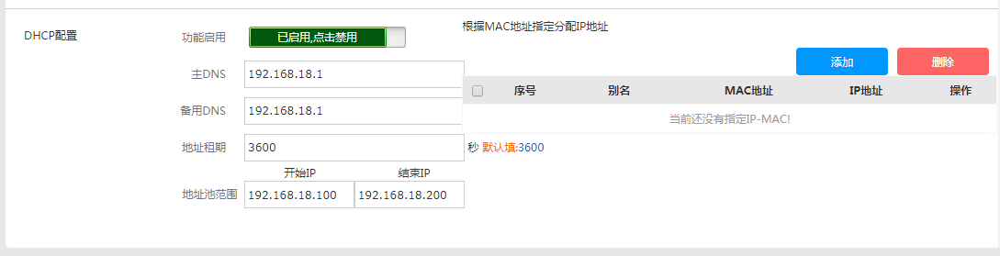 DHCP配置
功能启用 已启用,点击禁用
主DNS 192.168.18.1
备用DNS 192.168.18.1
地址租期 3600 秒 默认填:3600
开始IP 结束IP
地址池范围 192.168.18.100 192.168.18.200
根据MAC地址指定分配IP地址
添加 删除
序号 别名 MAC地址 IP地址 操作
当前还没有指定IP-MAC!